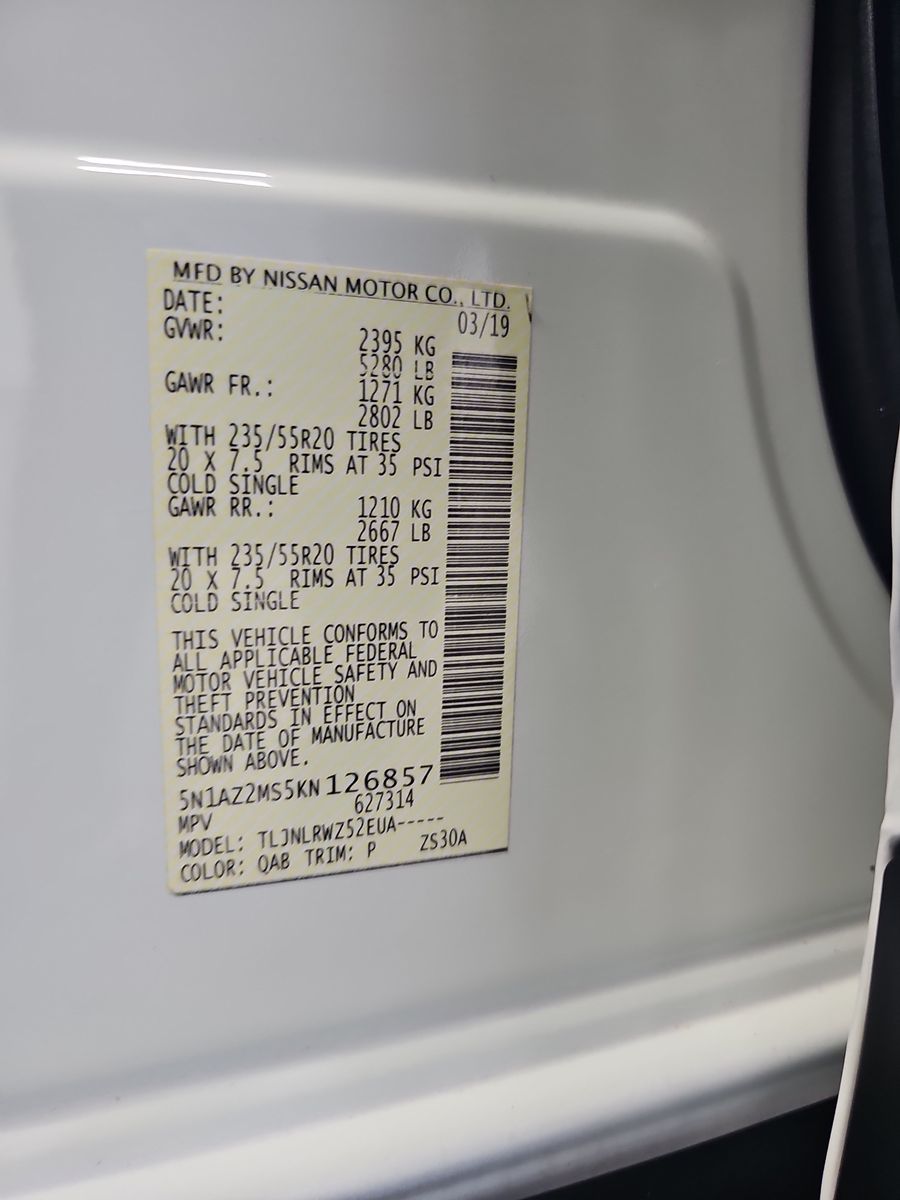 MFD BY NISSAN MOTOR CO., LTD.
DATE: 03/19
GVWR: 2395 KG
5280 LB
GAWR FR.: 1271 KG
2802 LB
WITH 235/55R20 TIRES
20 X 7.5 RIMS AT 35 PSI
COLD SINGLE
GAWR RR.: 1210 KG
2667 LB
WITH 235/55R20 TIRES
20 X 7.5 RIMS AT 35 PSI
COLD SINGLE
THIS VEHICLE CONFORMS TO
ALL APPLICABLE FEDERAL
MOTOR VEHICLE SAFETY AND
THEFT PREVENTION
STANDARDS IN EFFECT ON
THE DATE OF MANUFACTURE
SHOWN ABOVE.
5N1AZ2MS5KN126857
MPV 627314
MODEL: TLJNLRWZ52EUA-----
COLOR: QAB TRIM: P ZS30A